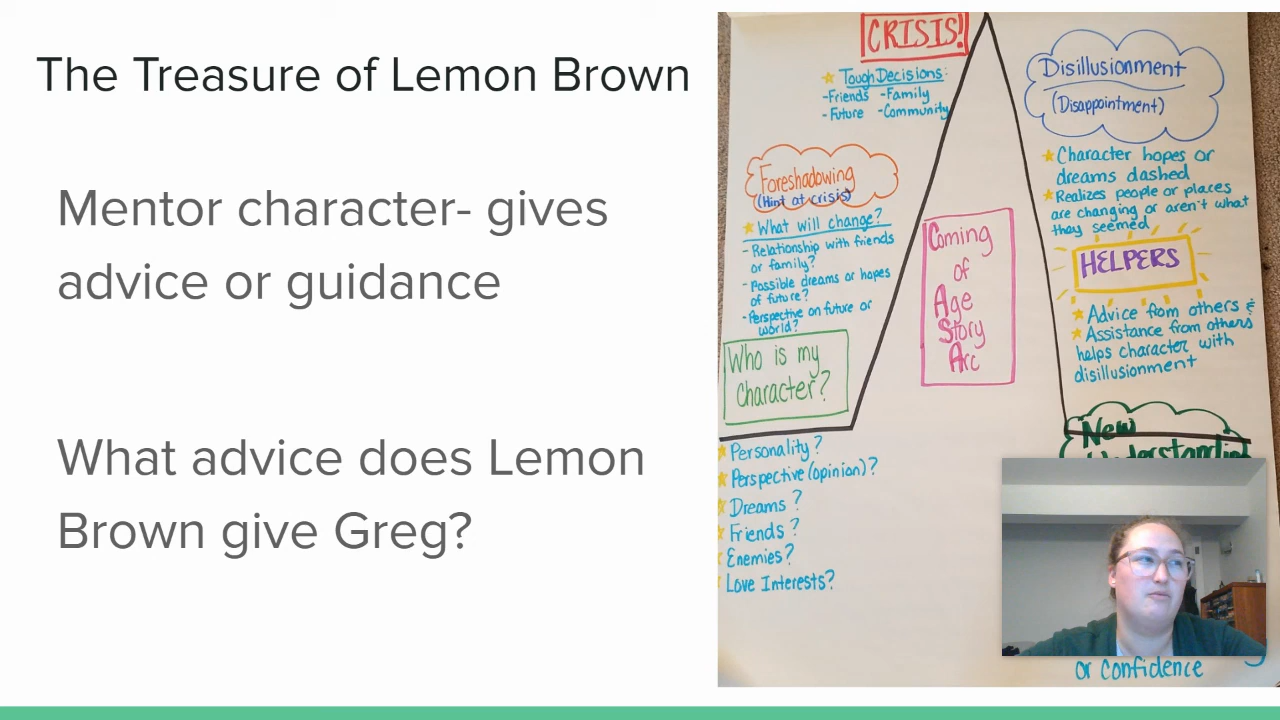 The Treasure of Lemon Brown
Mentor character- gives
advice or guidance
What advice does Lemon
Brown give Greg?
CRISIS!
Tough Decisions:
-Friends -Family
-Future -Community
Foreshadowing
(Hint at crisis)
What will change?
- Relationship with friends
or family?
- Possible dreams or hopes
of future?
- Perspective on future or
world?
Who is my
Character?
Personality?
Perspective (opinion)?
Dreams?
Friends?
Enemies?
Love Interests?
Coming
of
Age
Story
Arc
Disillusionment
(Disappointment)
Character hopes or
dreams dashed
Realizes people or places
are changing or aren't what
they seemed
HELPERS
Advice from others &
Assistance from others
helps character with
disillusionment
New
Understanding
or confidence